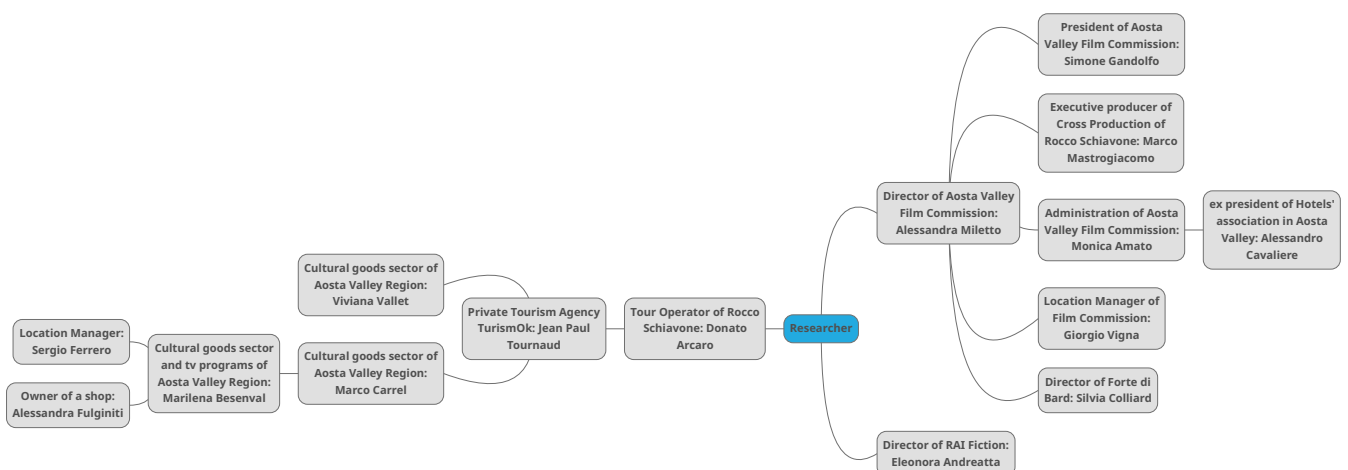 President of Aosta
Valley Film Commission:
Simone Gandolfo
Executive producer of
Cross Production of
Rocco Schiavone: Marco
Mastrogiacomo
Director of Aosta Valley
Film Commission:
Alessandra Miletto
Administration of Aosta
Valley Film Commission:
Monica Amato
ex president of Hotels'
association in Aosta
Valley: Alessandro
Cavaliere
Cultural goods sector of
Aosta Valley Region:
Viviana Vallet
Location Manager of
Film Commission:
Giorgio Vigna
Private Tourism Agency
TurismOk: Jean Paul
Tournaud
Tour Operator of Rocco
Schiavone: Donato
Arcaro
Researcher
Location Manager:
Sergio Ferrero
Cultural goods sector
and tv programs of
Aosta Valley Region:
Marilena Besenval
Cultural goods sector of
Aosta Valley Region:
Marco Carrel
Owner of a shop:
Alessandra Fulginiti
Director of Forte di
Bard: Silvia Colliard
Director of RAI Fiction:
Eleonora Andreatta